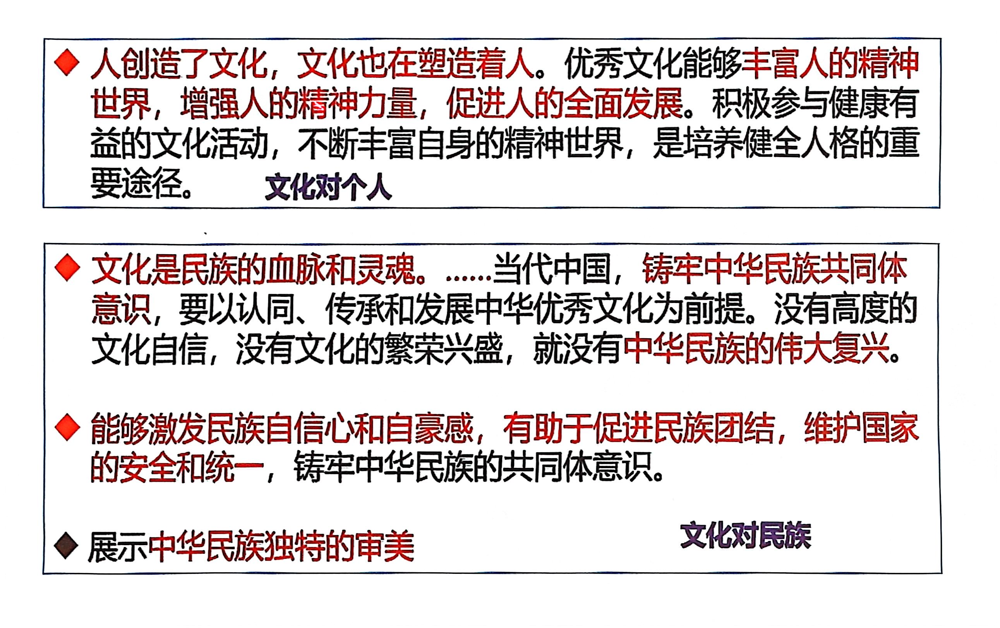 ◆ 人创造了文化，文化也在塑造着人。优秀文化能够丰富人的精神
世界，增强人的精神力量，促进人的全面发展。积极参与健康有
益的文化活动，不断丰富自身的精神世界，是培养健全人格的重
要途径。 文化对个人
◆ 文化是民族的血脉和灵魂。……当代中国，铸牢中华民族共同体
意识，要以认同、传承和发展中华优秀文化为前提。没有高度的
文化自信，没有文化的繁荣兴盛，就没有中华民族的伟大复兴。
◆ 能够激发民族自信心和自豪感，有助于促进民族团结，维护国家
的安全和统一，铸牢中华民族的共同体意识。
文化对民族
◆ 展示中华民族独特的审美